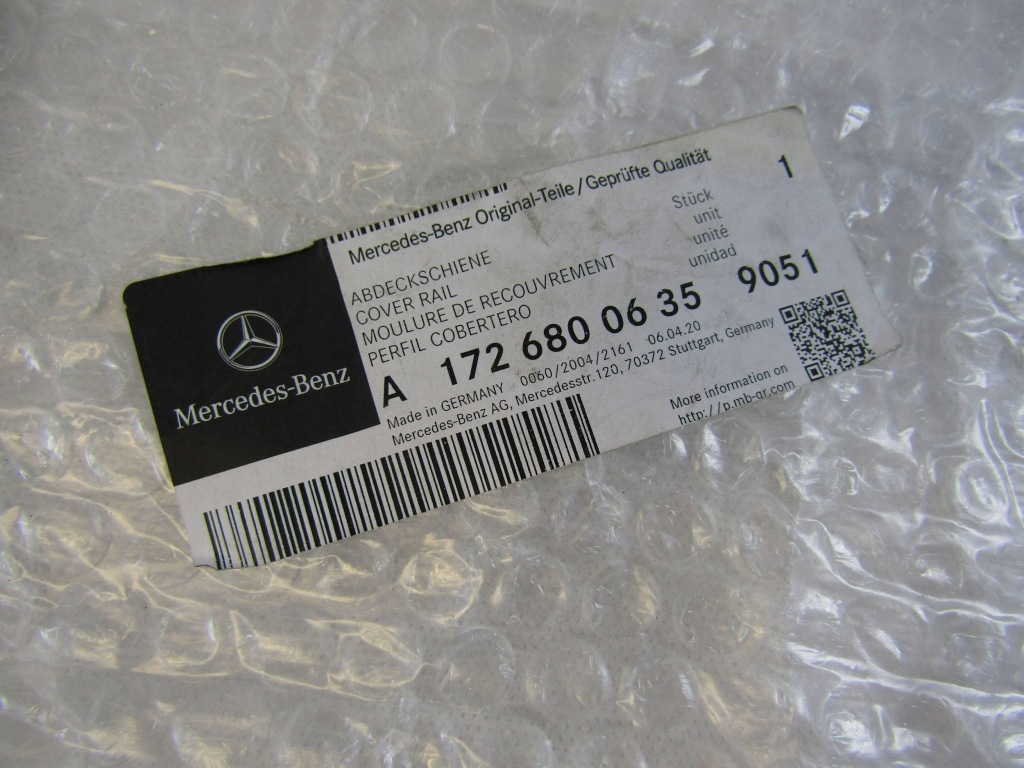 Mercedes-Benz Original-Teile / Geprüfte Qualität
ABDECKSCHIENE
COVER RAIL
MOULURE DE RECOUVREMENT
PERFIL COBERTERO
Stück
unit
unité
unidad
1
A 172 680 06 35 9051
Made in GERMANY 0060/2004/2161 06.04.20
Mercedes-Benz AG, Mercedesstr.120, 70372 Stuttgart, Germany
More information on
http://p.mb-qr.com
Mercedes-Benz